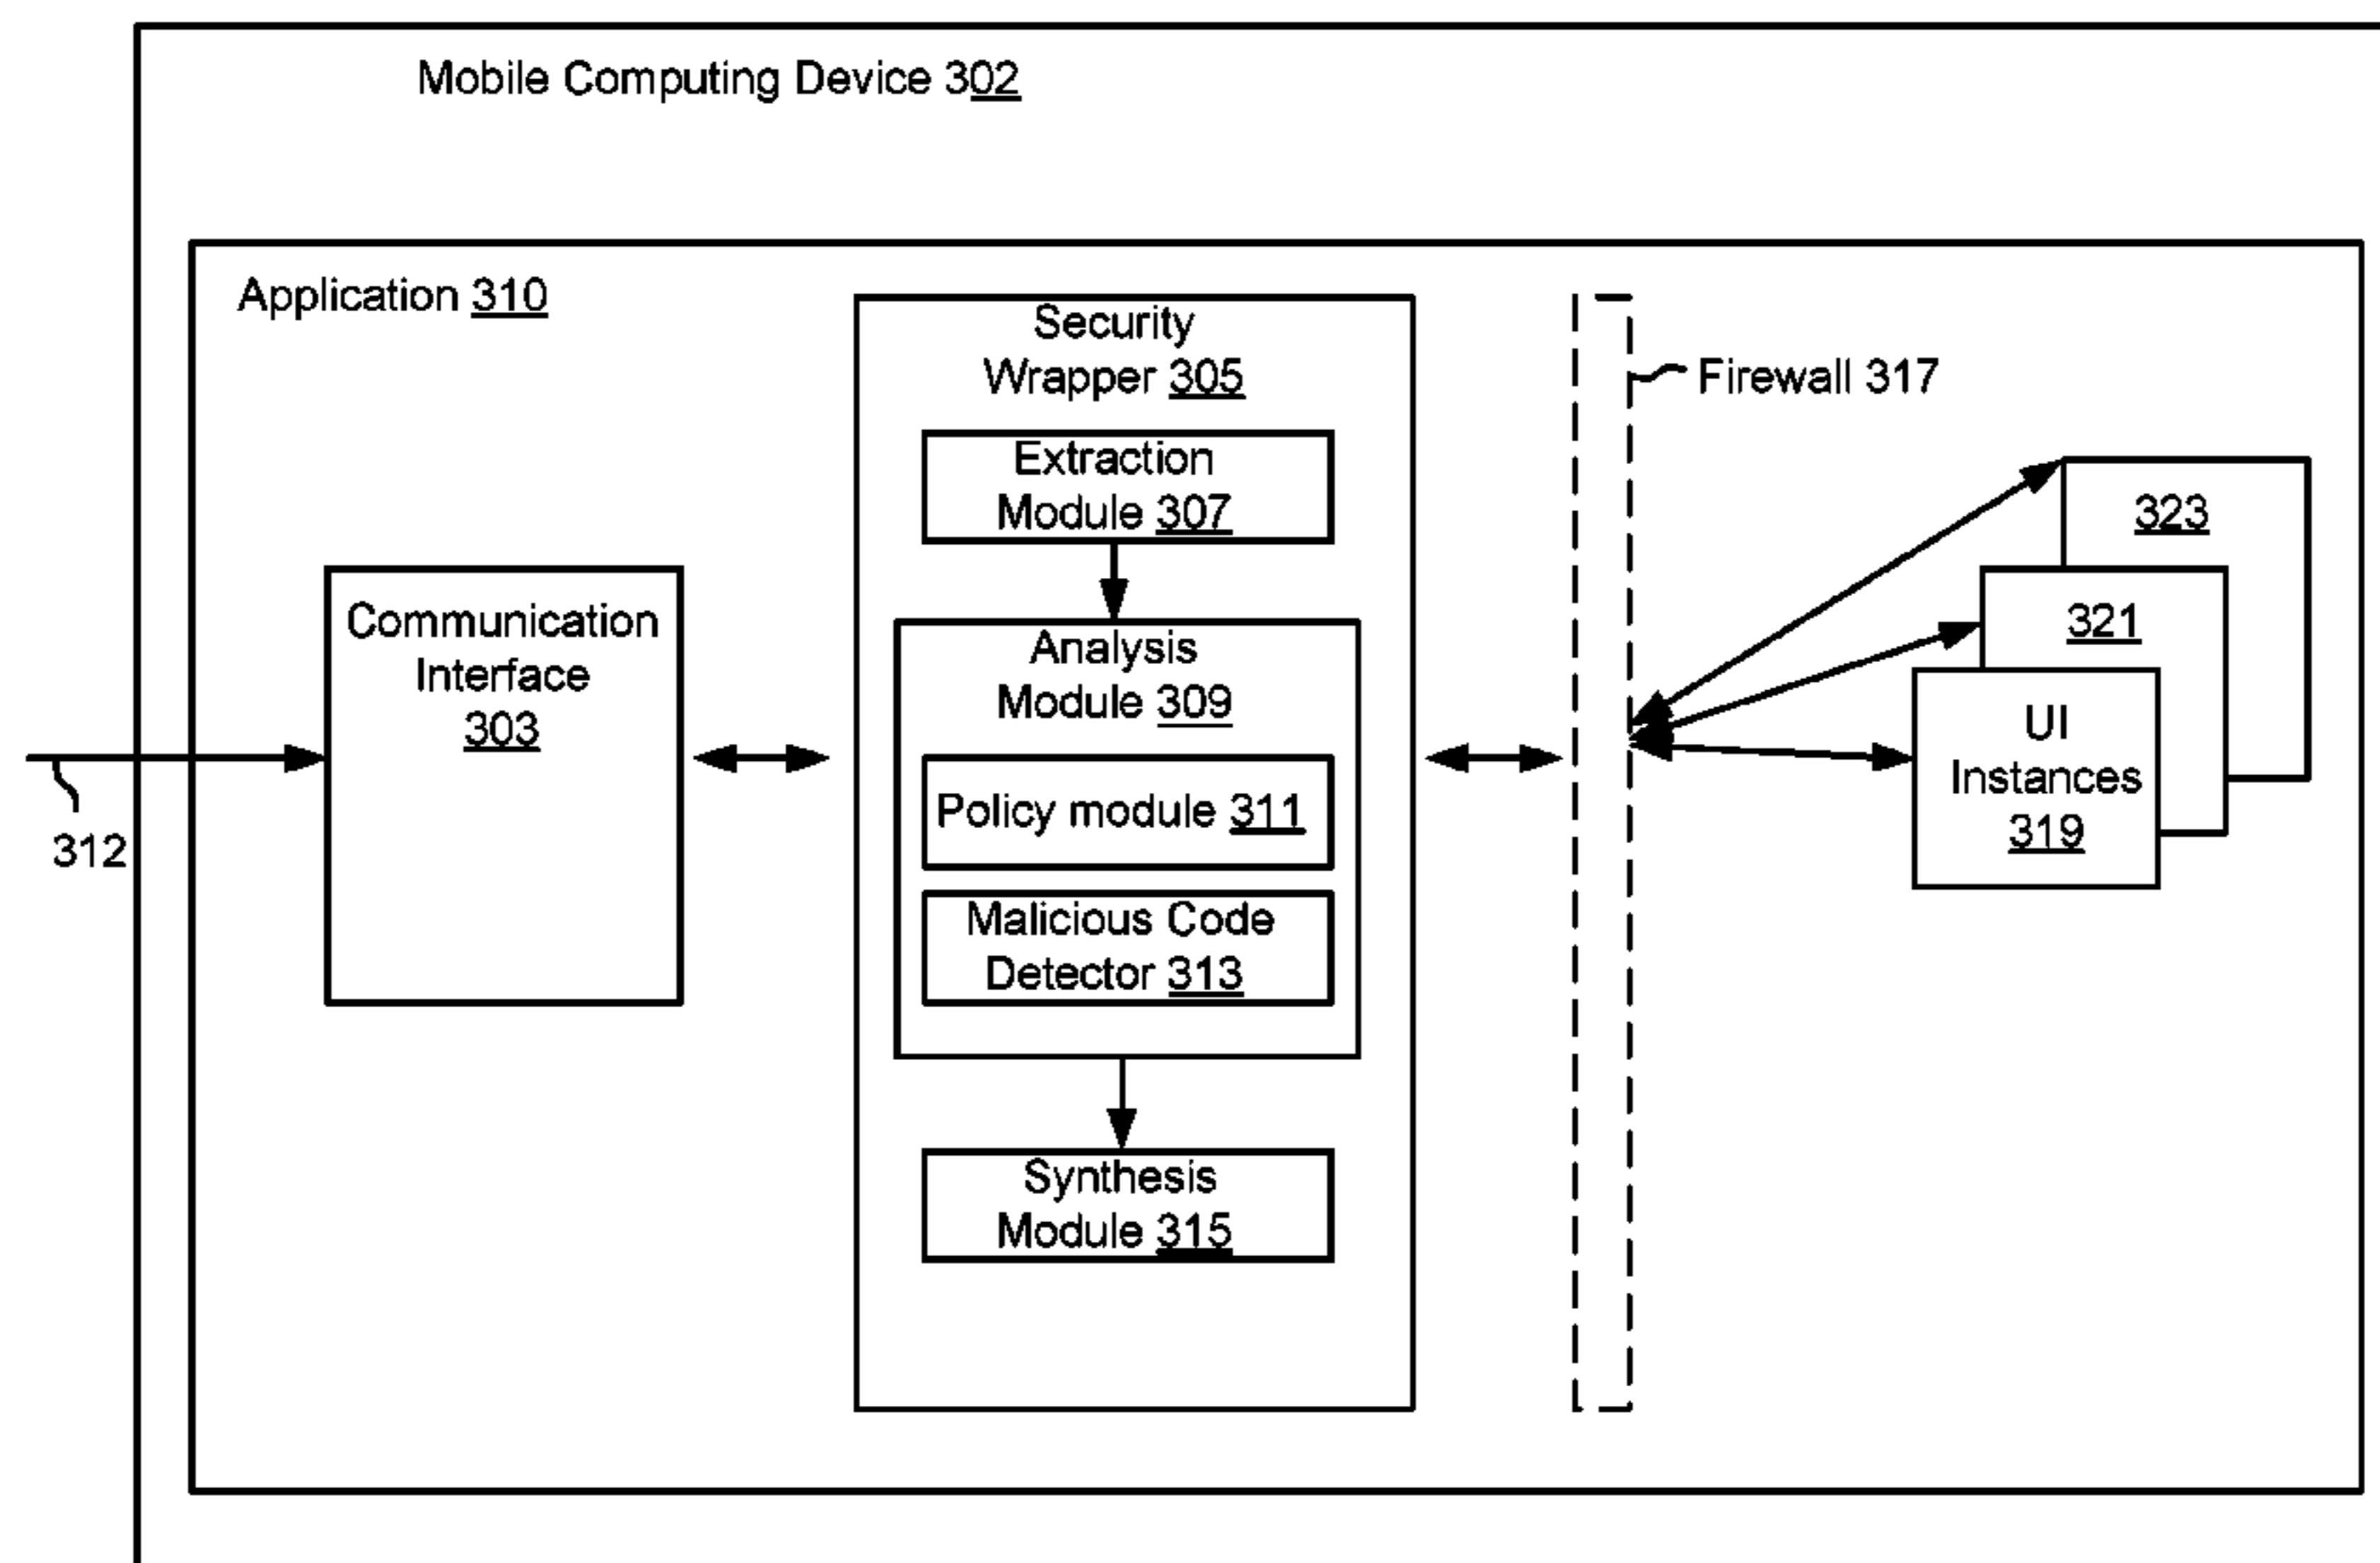 Mobile Computing Device 302
Application 310
Security
Wrapper 305
Firewall 317
Extraction
Module 307
323
Communication
Interface
303
Analysis
Module 309
321
UI
Instances
319
Policy module 311
312
Malicious Code
Detector 313
Synthesis
Module 315